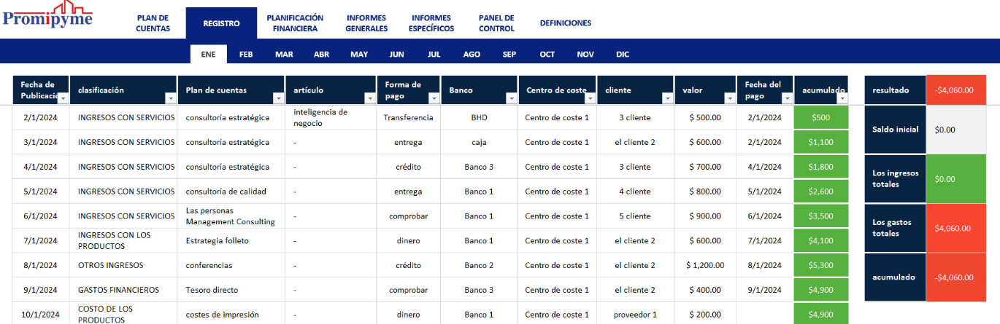 Promipyme
PLAN DE CUENTAS
REGISTRO
PLANIFICACIÓN FINANCIERA
INFORMES GENERALES
INFORMES ESPECÍFICOS
PANEL DE CONTROL
DEFINICIONES
ENE FEB MAR ABR MAY JUN JUL AGO SEP OCT NOV DIC
Fecha de Publicació clasificación Plan de cuentas artículo Forma de pago Banco Centro de coste cliente valor Fecha del pago acumulado
2/1/2024 INGRESOS CON SERVICIOS consultoría estratégica inteligencia de negocio Transferencia BHD Centro de coste 1 3 cliente $ 500.00 2/1/2024 $500
3/1/2024 INGRESOS CON SERVICIOS consultoría estratégica - entrega caja Centro de coste 1 el cliente 2 $ 600.00 2/1/2024 $1,100
4/1/2024 INGRESOS CON SERVICIOS consultoría estratégica - crédito Banco 3 Centro de coste 1 3 cliente $ 700.00 4/1/2024 $1,800
5/1/2024 INGRESOS CON SERVICIOS consultoría de calidad - entrega Banco 1 Centro de coste 1 4 cliente $ 800.00 5/1/2024 $2,600
6/1/2024 INGRESOS CON SERVICIOS Las personas Management Consulting - comprobar Banco 1 Centro de coste 1 5 cliente $ 900.00 6/1/2024 $3,500
7/1/2024 INGRESOS CON LOS PRODUCTOS Estrategia folleto - dinero Banco 1 Centro de coste 1 el cliente 2 $ 600.00 7/1/2024 $4,100
8/1/2024 OTROS INGRESOS conferencias - crédito Banco 2 Centro de coste 1 el cliente 2 $ 1,200.00 8/1/2024 $5,300
9/1/2024 GASTOS FINANCIEROS Tesoro directo - comprobar Banco 3 Centro de coste 1 el cliente 2 $ 400.00 9/1/2024 $4,900
10/1/2024 COSTO DE LOS PRODUCTOS costes de impresión - dinero Banco 1 Centro de coste 1 proveedor 1 $ 200.00 $4,900
resultado -$4,060.00
Saldo inicial $0.00
Los ingresos totales $0.00
Los gastos totales $4,060.00
acumulado -$4,060.00